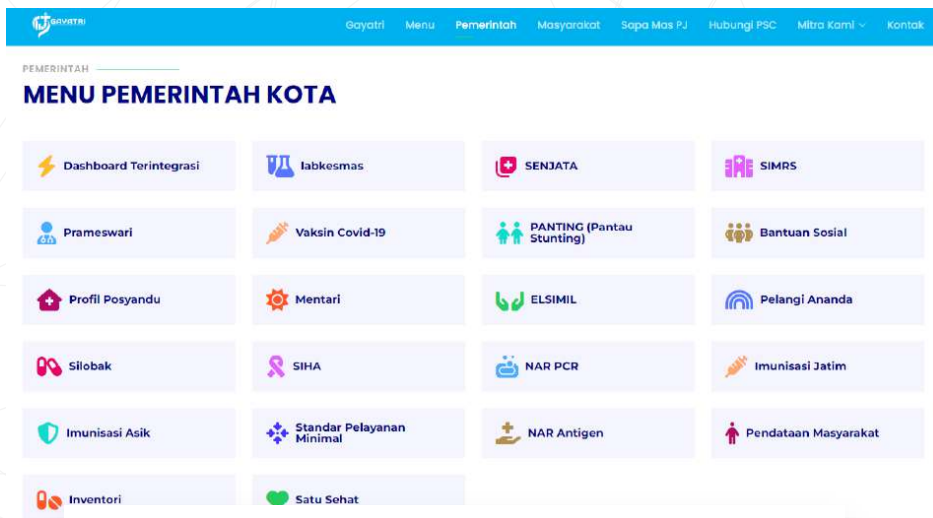 GAYATRI
Gayatri Menu Pemerintah Masyarakat Sapa Mas PJ Hubungi PSC Mitra Kami Kontak
PEMERINTAH
MENU PEMERINTAH KOTA
Dashboard Terintegrasi
labkesmas
SENJATA
SIMRS
Prameswari
Vaksin Covid-19
PANTING (Pantau
Stunting)
Bantuan Sosial
Profil Posyandu
Mentari
ELSIMIL
Pelangi Ananda
Silobak
SIHA
NAR PCR
Imunisasi Jatim
Imunisasi Asik
Standar Pelayanan
Minimal
NAR Antigen
Pendataan Masyarakat
Inventori
Satu Sehat